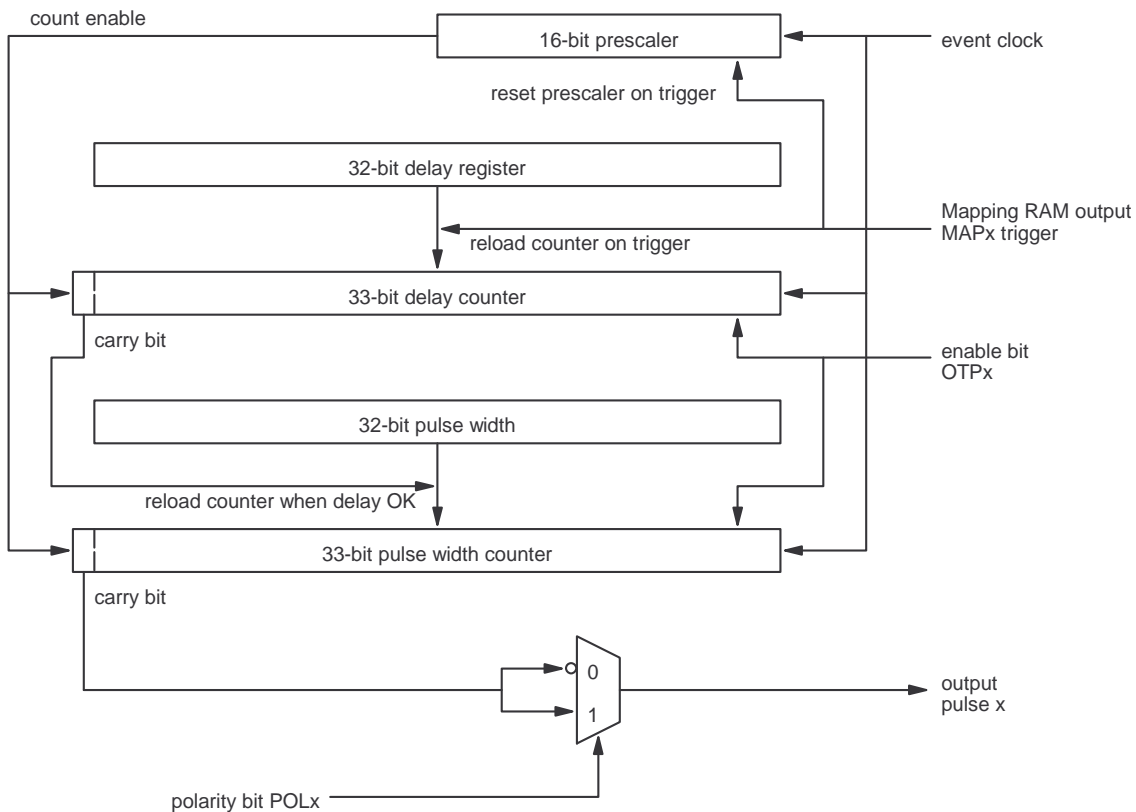 count enable
16-bit prescaler
event clock
reset prescaler on trigger
32-bit delay register
Mapping RAM output
MAPx trigger
reload counter on trigger
33-bit delay counter
carry bit
enable bit
OTPx
32-bit pulse width
reload counter when delay OK
33-bit pulse width counter
carry bit
0
1
output
pulse x
polarity bit POLx